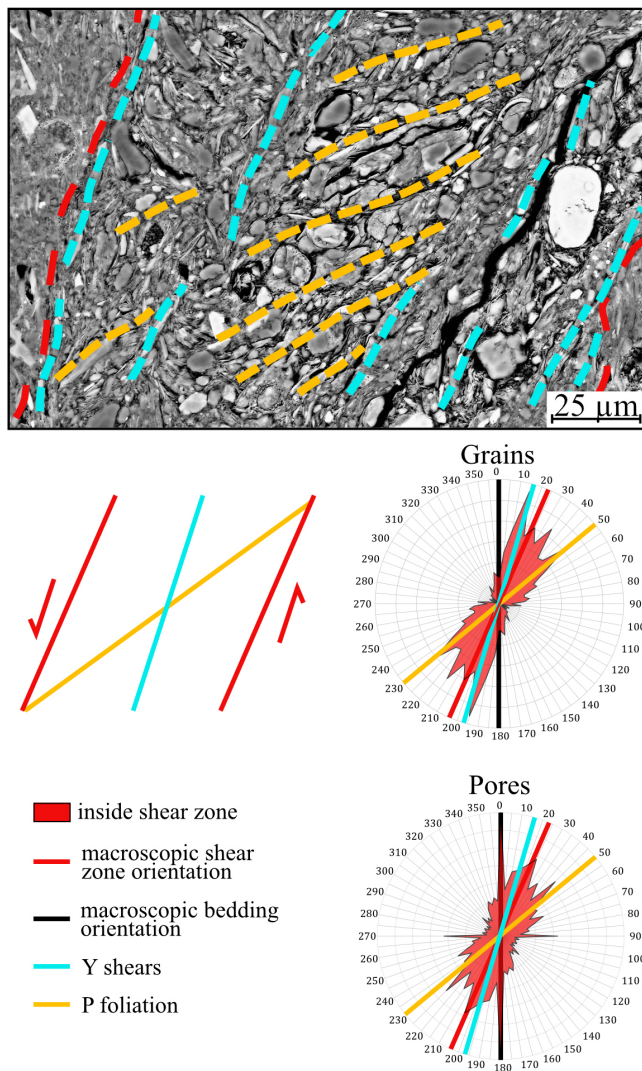 25 µm
Grains
340 350 0 10 20
330 30
320 40
310 50
300 60
290 70
280 80
270 90
260 100
250 110
240 120
230 130
140
210 150
200 190 180 170 160
Pores
340 350 0 10 20
330 30
320 40
310 50
300 60
290 70
280 80
270 90
260 100
250 110
240 120
230 130
140
210 150
200 190 180 170 160
inside shear zone
macroscopic shear
zone orientation
macroscopic bedding
orientation
Y shears
P foliation